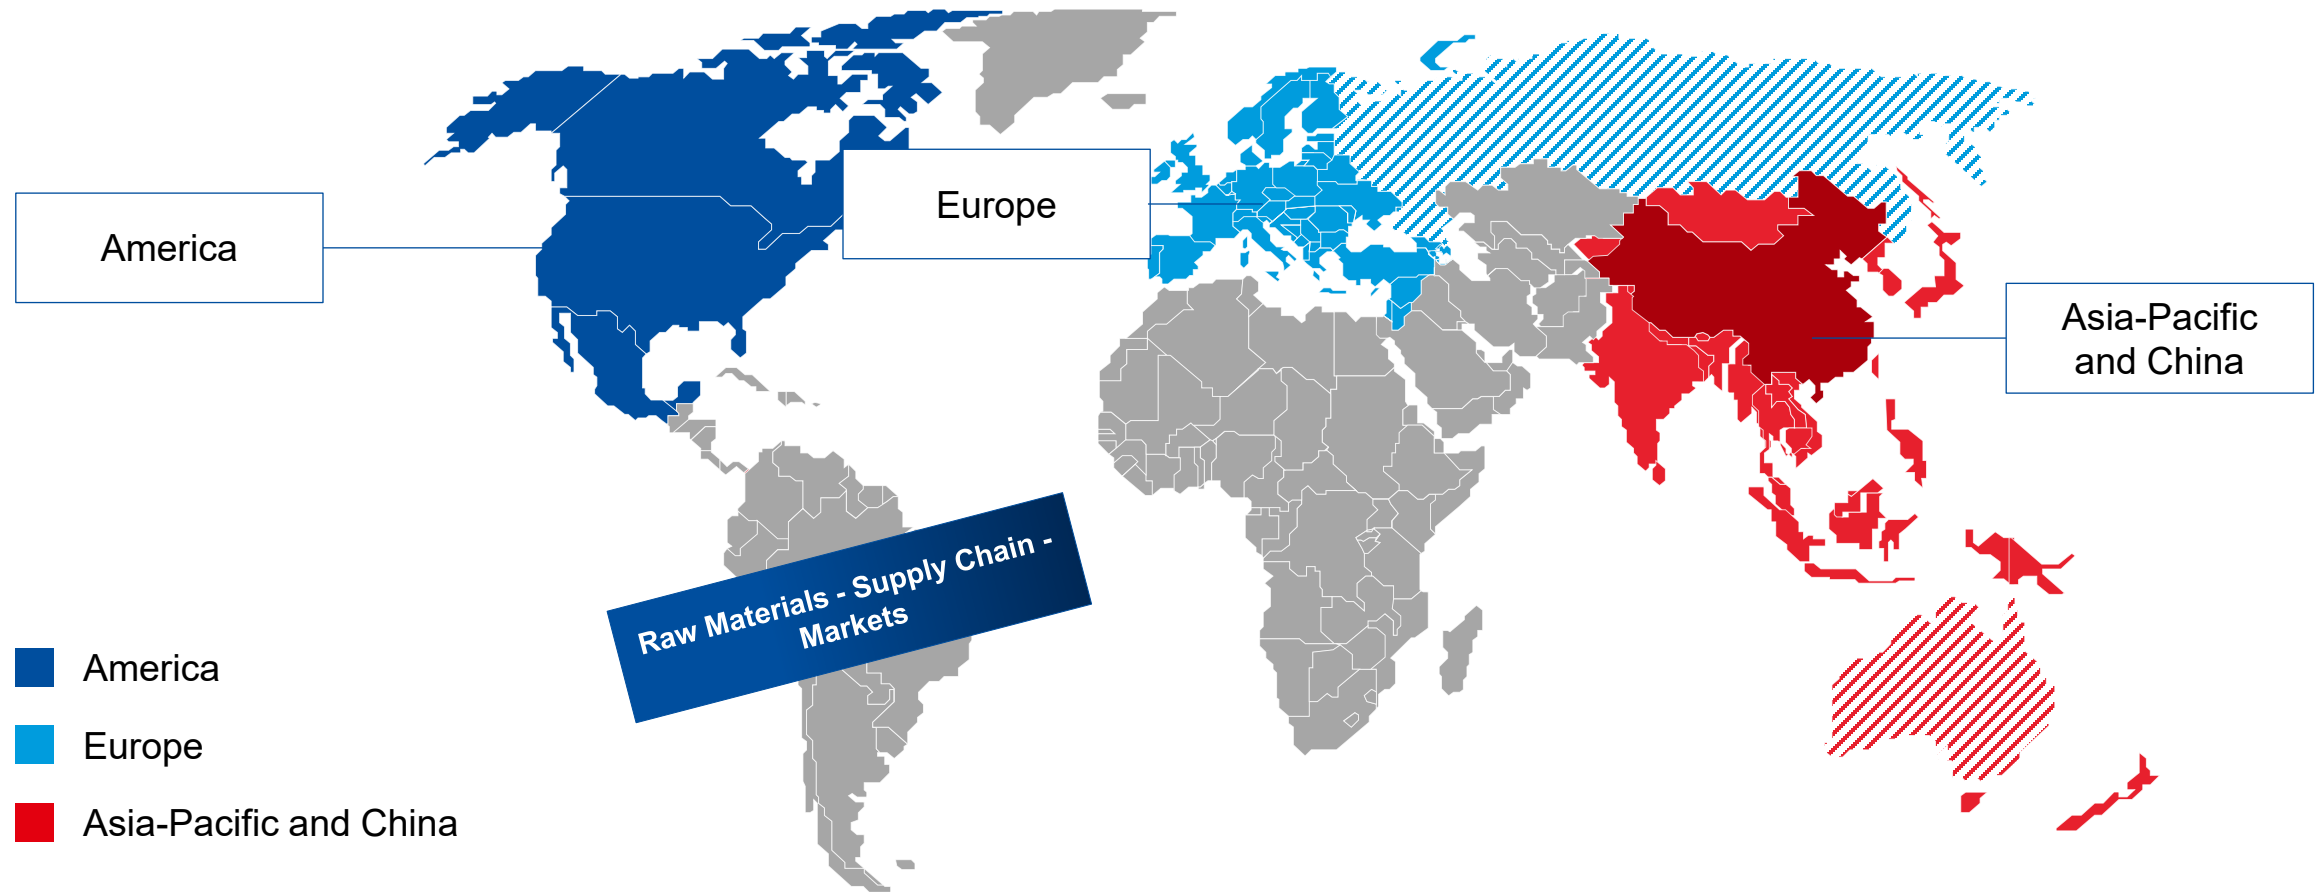 America
Europe
Asia-Pacific
and China
Raw Materials - Supply Chain -
Markets
America
Europe
Asia-Pacific and China